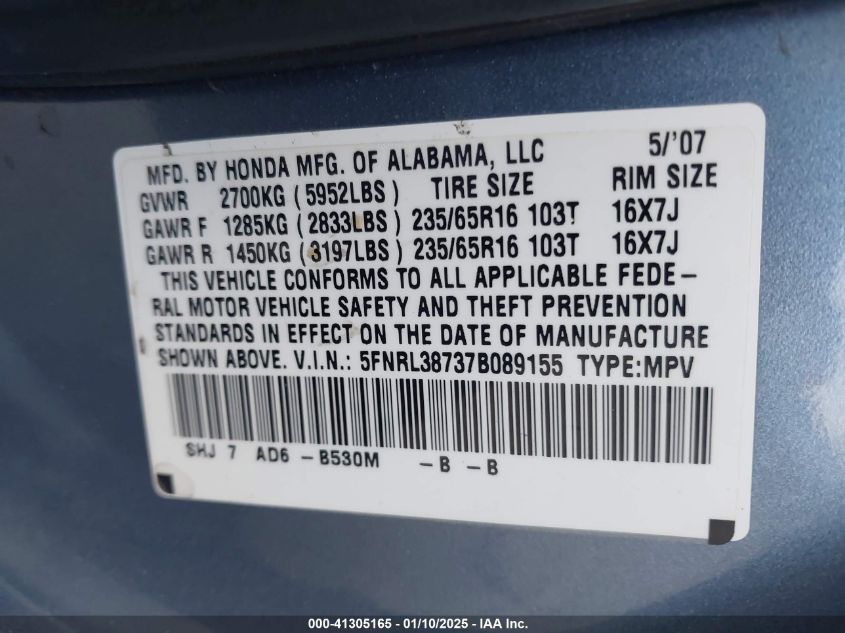 MFD. BY HONDA MFG. OF ALABAMA, LLC 5/'07
GVWR 2700KG (5952LBS) TIRE SIZE RIM SIZE
GAWR F 1285KG (2833LBS) 235/65R16 103T 16X7J
GAWR R 1450KG (3197LBS) 235/65R16 103T 16X7J
THIS VEHICLE CONFORMS TO ALL APPLICABLE FEDE-
RAL MOTOR VEHICLE SAFETY AND THEFT PREVENTION
STANDARDS IN EFFECT ON THE DATE OF MANUFACTURE
SHOWN ABOVE. V.I.N.: 5FNRL38737B089155 TYPE:MPV
SHJ 7 AD6 -B530M -B -B
000-41305165 - 01/10/2025 - IAA Inc.